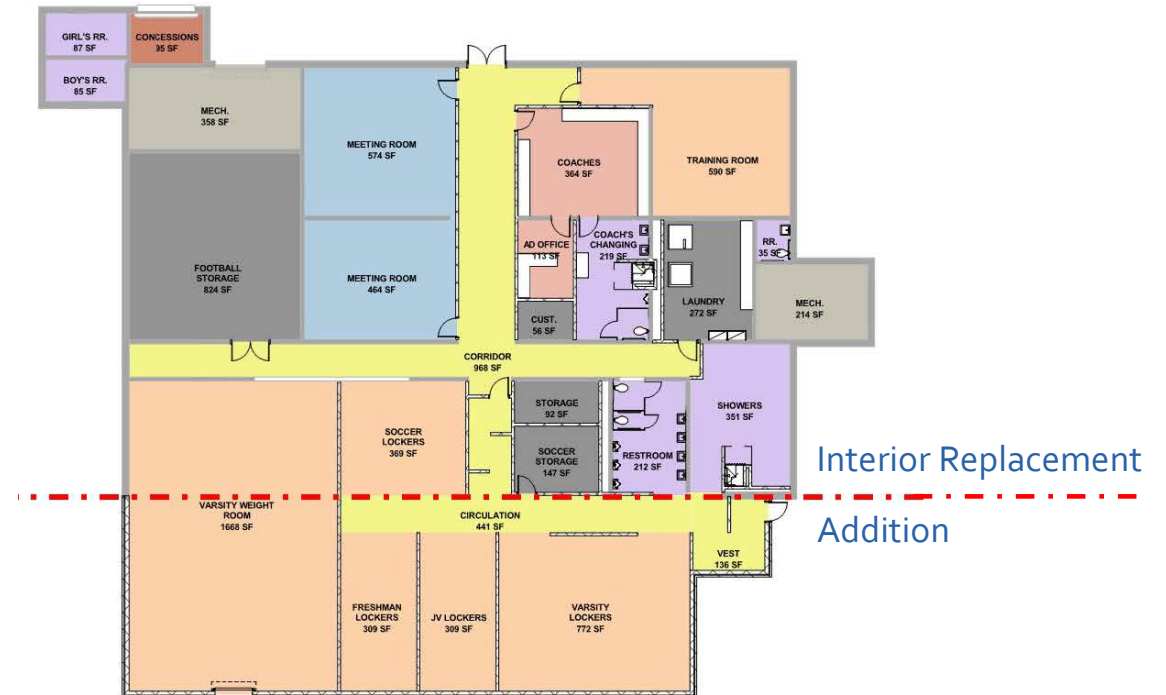 GIRL'S RR.
87 SF
CONCESSIONS
95 SF
BOY'S RR.
85 SF
MECH.
358 SF
MEETING ROOM
574 SF
COACHES
364 SF
TRAINING ROOM
590 SF
FOOTBALL
STORAGE
824 SF
MEETING ROOM
464 SF
AD OFFICE
113 SF
COACH'S
CHANGING
219 SF
RR.
35 SF
CUST.
56 SF
LAUNDRY
272 SF
MECH.
214 SF
CORRIDOR
968 SF
SOCCER
LOCKERS
369 SF
STORAGE
92 SF
SOCCER
STORAGE
147 SF
RESTROOM
212 SF
SHOWERS
351 SF
Interior Replacement
VARSITY WEIGHT
ROOM
1668 SF
CIRCULATION
441 SF
Addition
VEST
136 SF
FRESHMAN
LOCKERS
309 SF
JV LOCKERS
309 SF
VARSITY
LOCKERS
772 SF